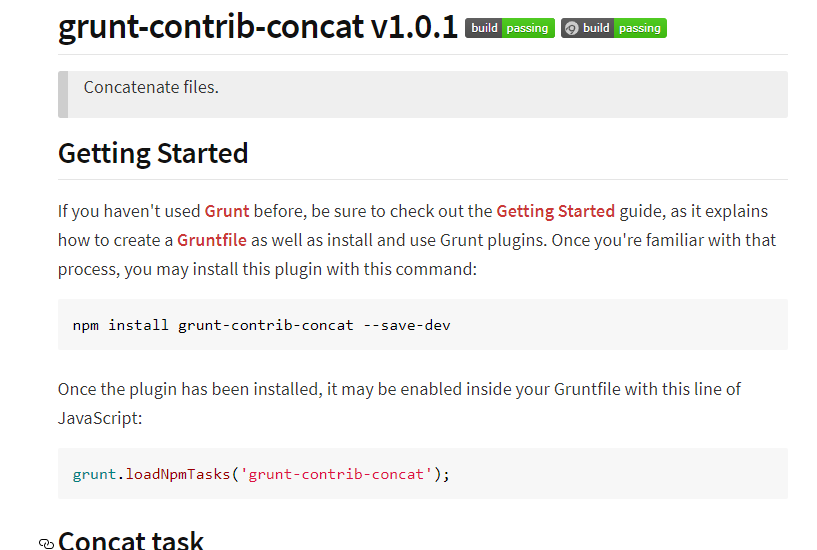 grunt-contrib-concat v1.0.1 build passing build passing
Concatenate files.
Getting Started
If you haven't used Grunt before, be sure to check out the Getting Started guide, as it explains
how to create a Gruntfile as well as install and use Grunt plugins. Once you're familiar with that
process, you may install this plugin with this command:
npm install grunt-contrib-concat --save-dev
Once the plugin has been installed, it may be enabled inside your Gruntfile with this line of
JavaScript:
grunt.loadNpmTasks('grunt-contrib-concat');
Concat task